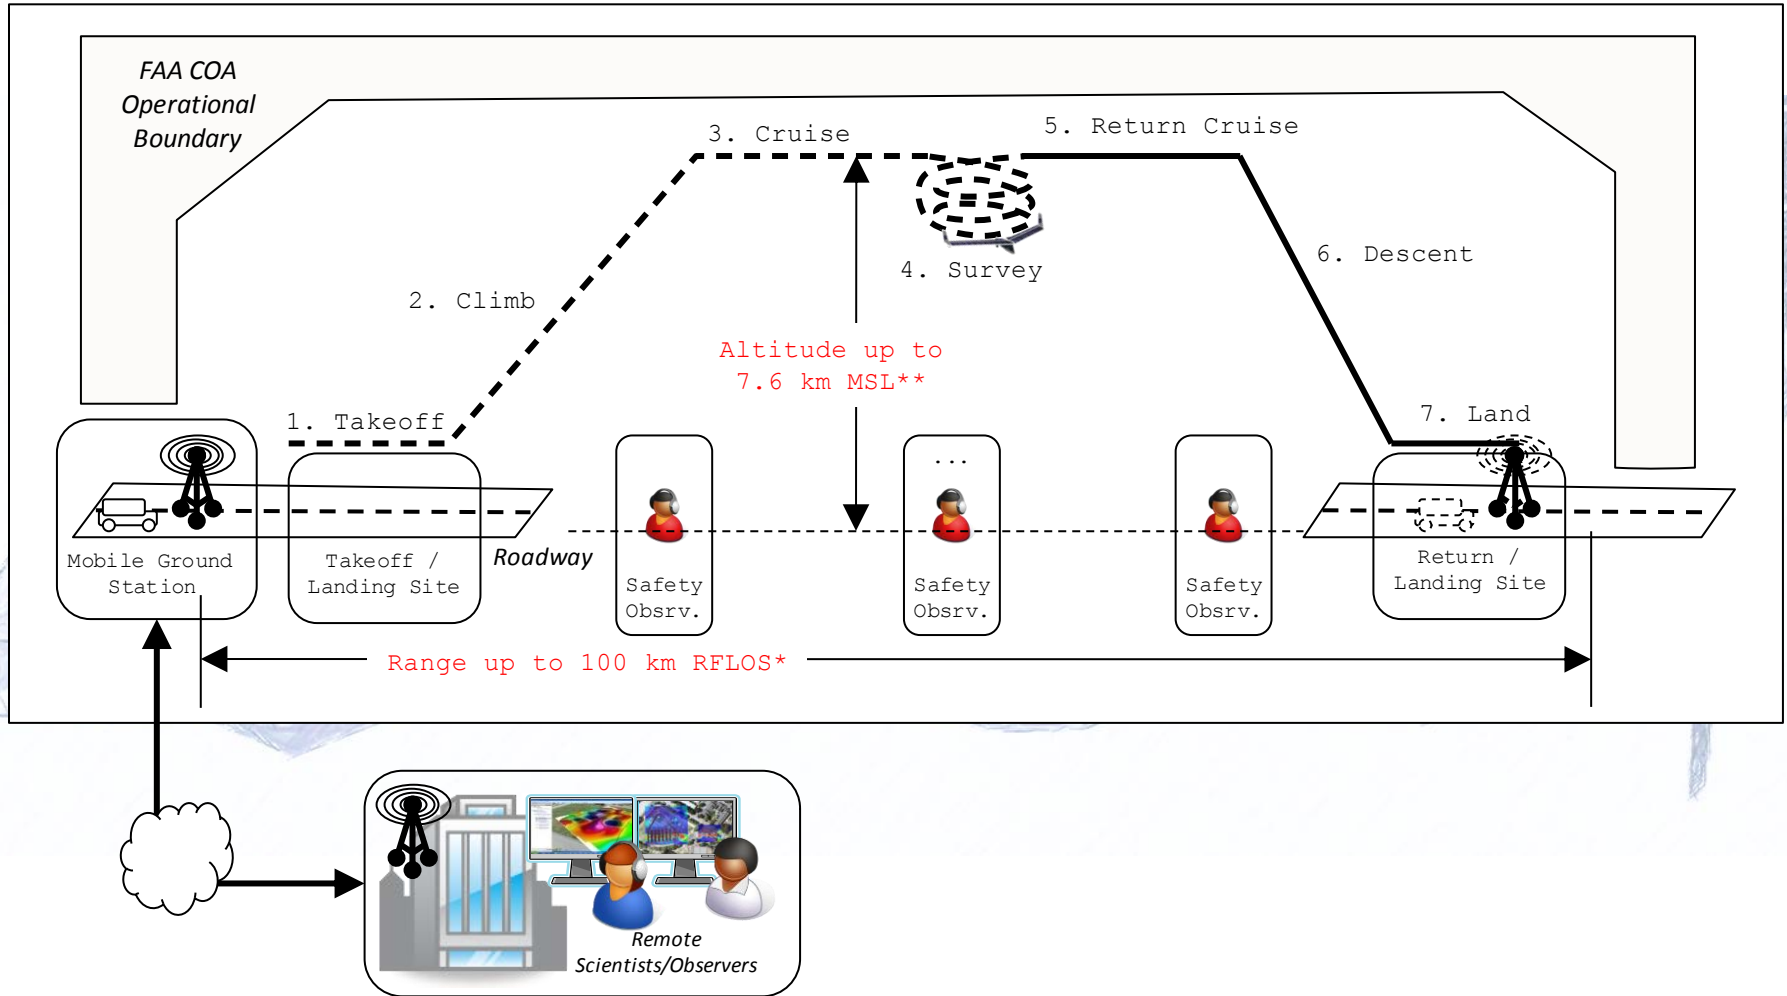 FAA COA
Operational
Boundary
3. Cruise
5. Return Cruise
4. Survey
6. Descent
2. Climb
Altitude up to
7.6 km MSL**
1. Takeoff
7. Land
...
Roadway
Mobile Ground
Station
Takeoff /
Landing Site
Safety
Obsrv.
Safety
Obsrv.
Safety
Obsrv.
Return /
Landing Site
Range up to 100 km RFLOS*
Remote
Scientists/Observers